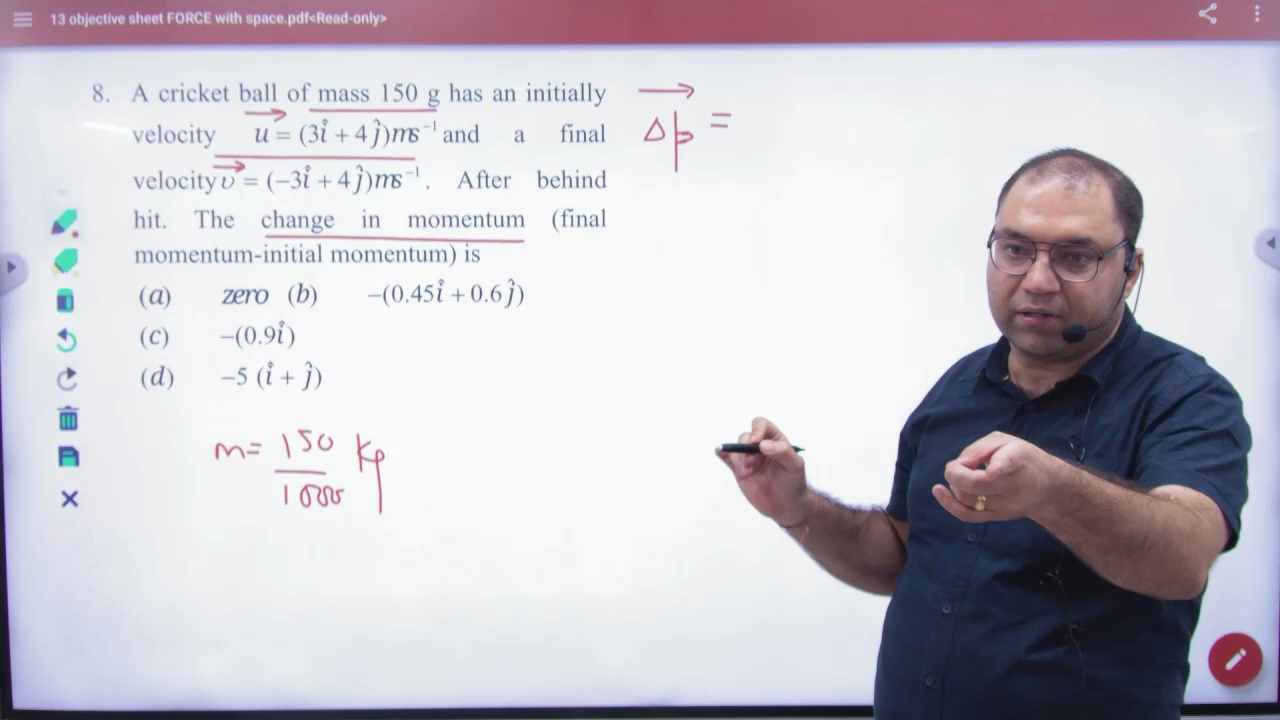 13 objective sheet FORCE with space.pdf<Read-only>
8. A cricket ball of mass 150 g has an initially
velocity u = (3î + 4ĵ)ms⁻¹ and a final
velocity υ = (−3î + 4ĵ)ms⁻¹. After behind
hit. The change in momentum (final
momentum-initial momentum) is
(a) zero (b) −(0.45î + 0.6ĵ)
(c) −(0.9î)
(d) −5 (î + ĵ)
Δp⃗ =
m= 150/1000 Kg